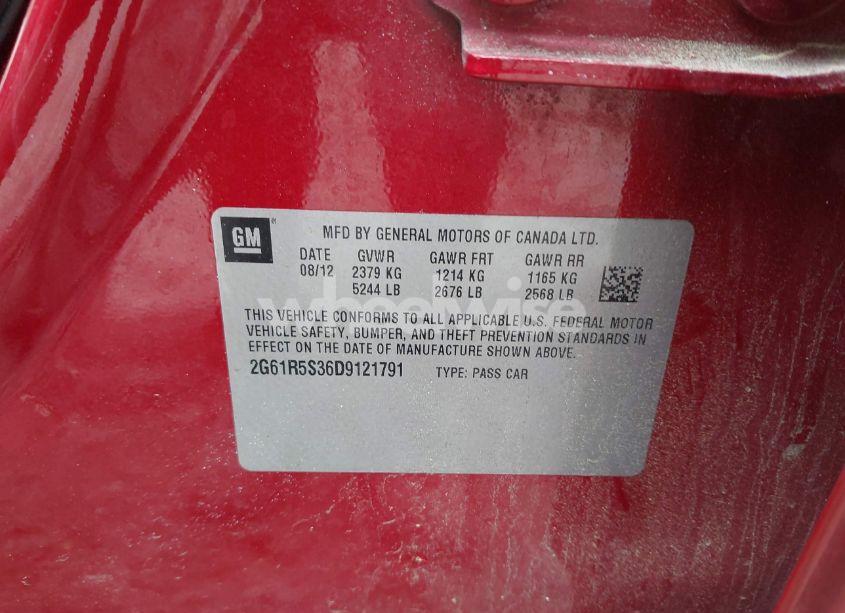 GM
MFD BY GENERAL MOTORS OF CANADA LTD.
DATE GVWR GAWR FRT GAWR RR
08/12 2379 KG 1214 KG 1165 KG
5244 LB 2676 LB 2568 LB
wheelwise
THIS VEHICLE CONFORMS TO ALL APPLICABLE U.S. FEDERAL MOTOR
VEHICLE SAFETY, BUMPER, AND THEFT PREVENTION STANDARDS IN
EFFECT ON THE DATE OF MANUFACTURE SHOWN ABOVE.
2G61R5S36D9121791 TYPE: PASS CAR